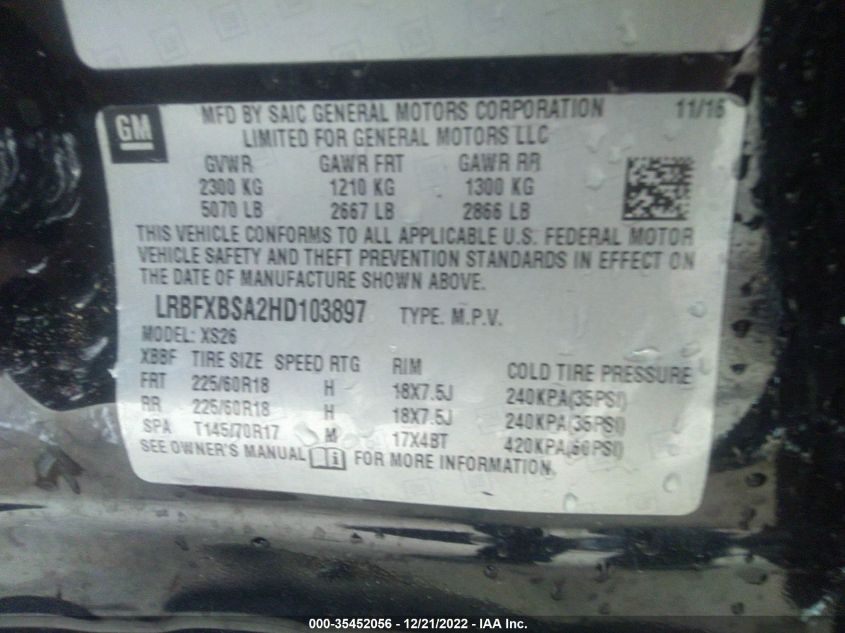 GM
MFD BY SAIC GENERAL MOTORS CORPORATION 11/16
LIMITED FOR GENERAL MOTORS LLC
GVWR GAWR FRT GAWR RR
2300 KG 1210 KG 1300 KG
5070 LB 2667 LB 2866 LB
THIS VEHICLE CONFORMS TO ALL APPLICABLE U.S. FEDERAL MOTOR
VEHICLE SAFETY AND THEFT PREVENTION STANDARDS IN EFFECT ON
THE DATE OF MANUFACTURE SHOWN ABOVE.
LRBFXBSA2HD103897 TYPE. M.P.V.
MODEL: XS26
XBBF TIRE SIZE SPEED RTG RIM COLD TIRE PRESSURE
FRT 225/60R18 H 18X7.5J 240KPA(35PSI)
RR 225/60R18 H 18X7.5J 240KPA(35PSI)
SPA T145/70R17 M 17X4BT 420KPA(60PSI)
SEE OWNER'S MANUAL FOR MORE INFORMATION.
000-35452056 - 12/21/2022 - IAA Inc.